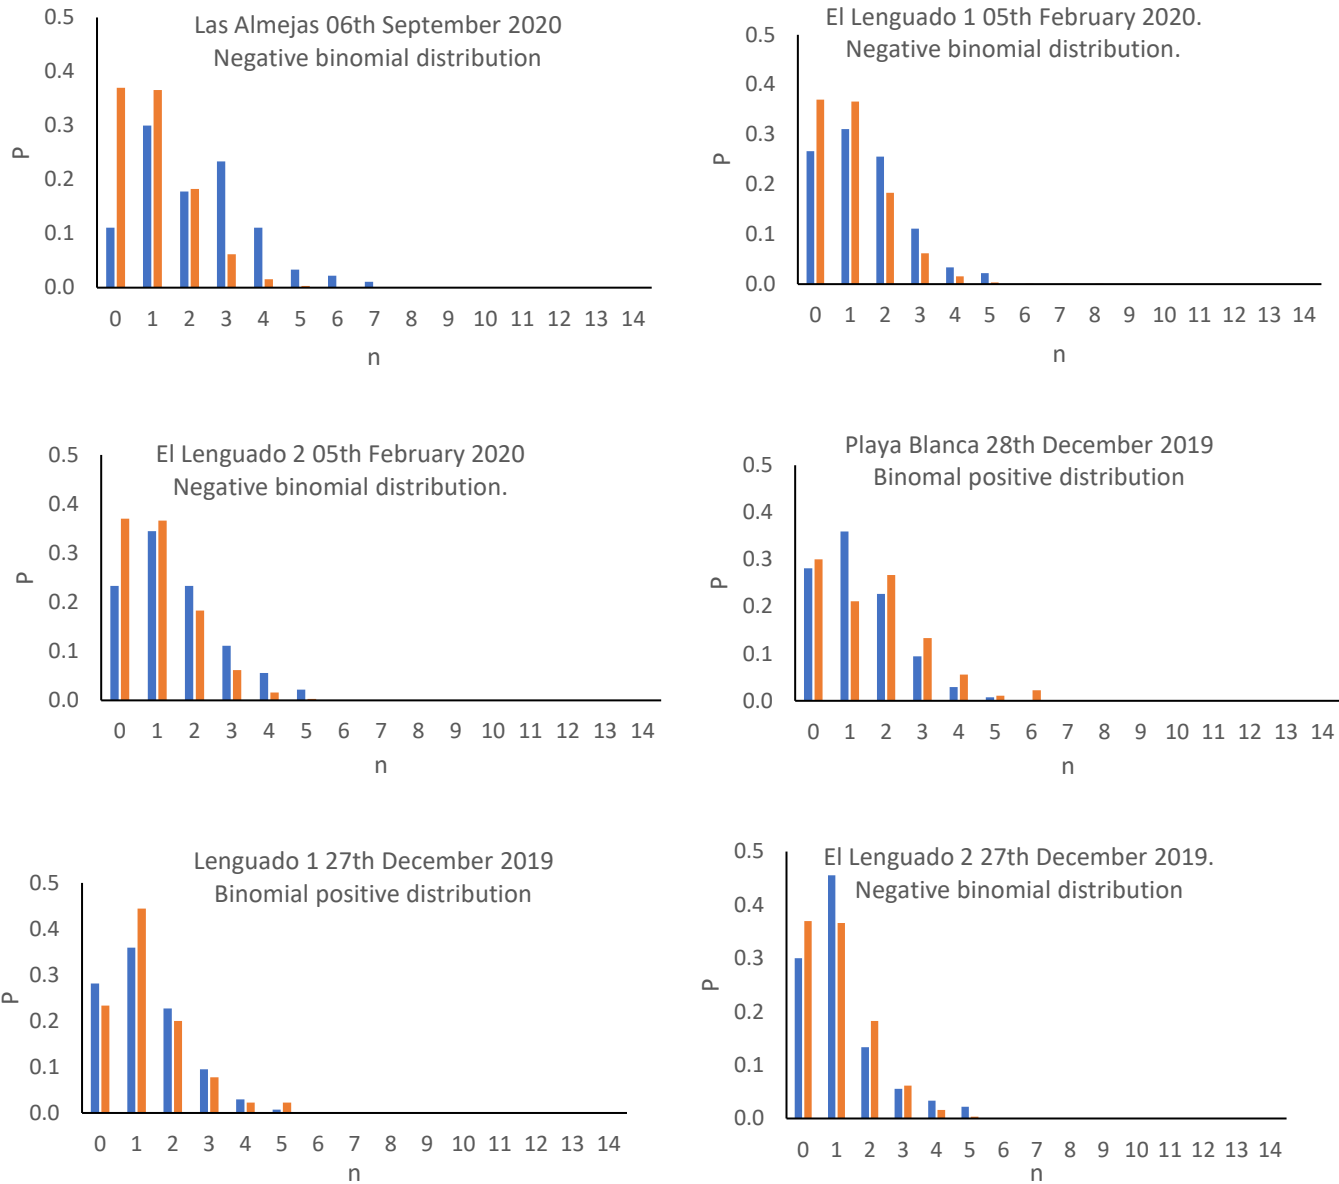 Las Almejas 06th September 2020
Negative binomial distribution
0.5
0.4
0.3
0.2
0.1
0.0
P
0 1 2 3 4 5 6 7 8 9 10 11 12 13 14
n
El Lenguado 1 05th February 2020.
Negative binomial distribution.
0.5
0.4
0.3
0.2
0.1
0.0
P
0 1 2 3 4 5 6 7 8 9 10 11 12 13 14
n
El Lenguado 2 05th February 2020
Negative binomial distribution.
0.5
0.4
0.3
0.2
0.1
0.0
P
0 1 2 3 4 5 6 7 8 9 10 11 12 13 14
n
Playa Blanca 28th December 2019
Binomal positive distribution
0.5
0.4
0.3
0.2
0.1
0.0
P
0 1 2 3 4 5 6 7 8 9 10 11 12 13 14
n
Lenguado 1 27th December 2019
Binomial positive distribution
0.5
0.4
0.3
0.2
0.1
0.0
P
0 1 2 3 4 5 6 7 8 9 10 11 12 13 14
n
El Lenguado 2 27th December 2019.
Negative binomial distribution
0.5
0.4
0.3
0.2
0.1
0.0
P
0 1 2 3 4 5 6 7 8 9 10 11 12 13 14
n